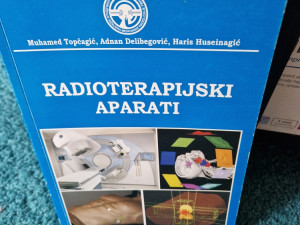 Muhamed Topčagić, Adnan Delibegović, Haris Huseinagić
RADIOTERAPIJSKI
APARATI